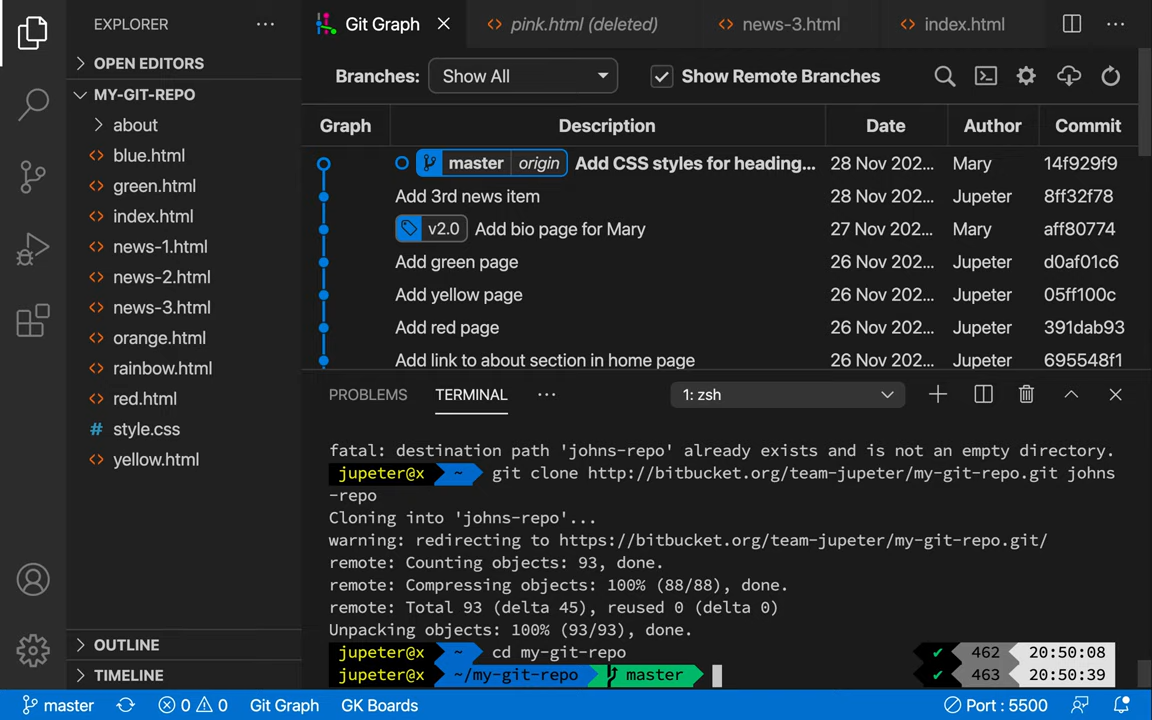 EXPLORER
Git Graph
pink.html (deleted)
news-3.html
index.html
OPEN EDITORS
MY-GIT-REPO
about
blue.html
green.html
index.html
news-1.html
news-2.html
news-3.html
orange.html
rainbow.html
red.html
# style.css
yellow.html
OUTLINE
TIMELINE
Branches: Show All Show Remote Branches
Graph Description Date Author Commit
master origin Add CSS styles for heading... 28 Nov 202... Mary 14f929f9
Add 3rd news item 28 Nov 202... Jupeter 8ff32f78
v2.0 Add bio page for Mary 27 Nov 202... Mary aff80774
Add green page 26 Nov 202... Jupeter d0af01c6
Add yellow page 26 Nov 202... Jupeter 05ff100c
Add red page 26 Nov 202... Jupeter 391dab93
Add link to about section in home page 26 Nov 202... Jupeter 695548f1
PROBLEMS TERMINAL ... 1: zsh
fatal: destination path 'johns-repo' already exists and is not an empty directory.
jupeter@x ~ git clone http://bitbucket.org/team-jupeter/my-git-repo.git johns
-repo
Cloning into 'johns-repo'...
warning: redirecting to https://bitbucket.org/team-jupeter/my-git-repo.git/
remote: Counting objects: 93, done.
remote: Compressing objects: 100% (88/88), done.
remote: Total 93 (delta 45), reused 0 (delta 0)
Unpacking objects: 100% (93/93), done.
jupeter@x ~ cd my-git-repo ✔ 462 20:50:08
jupeter@x ~/my-git-repo master ✔ 463 20:50:39
master 0 0 Git Graph GK Boards Port : 5500